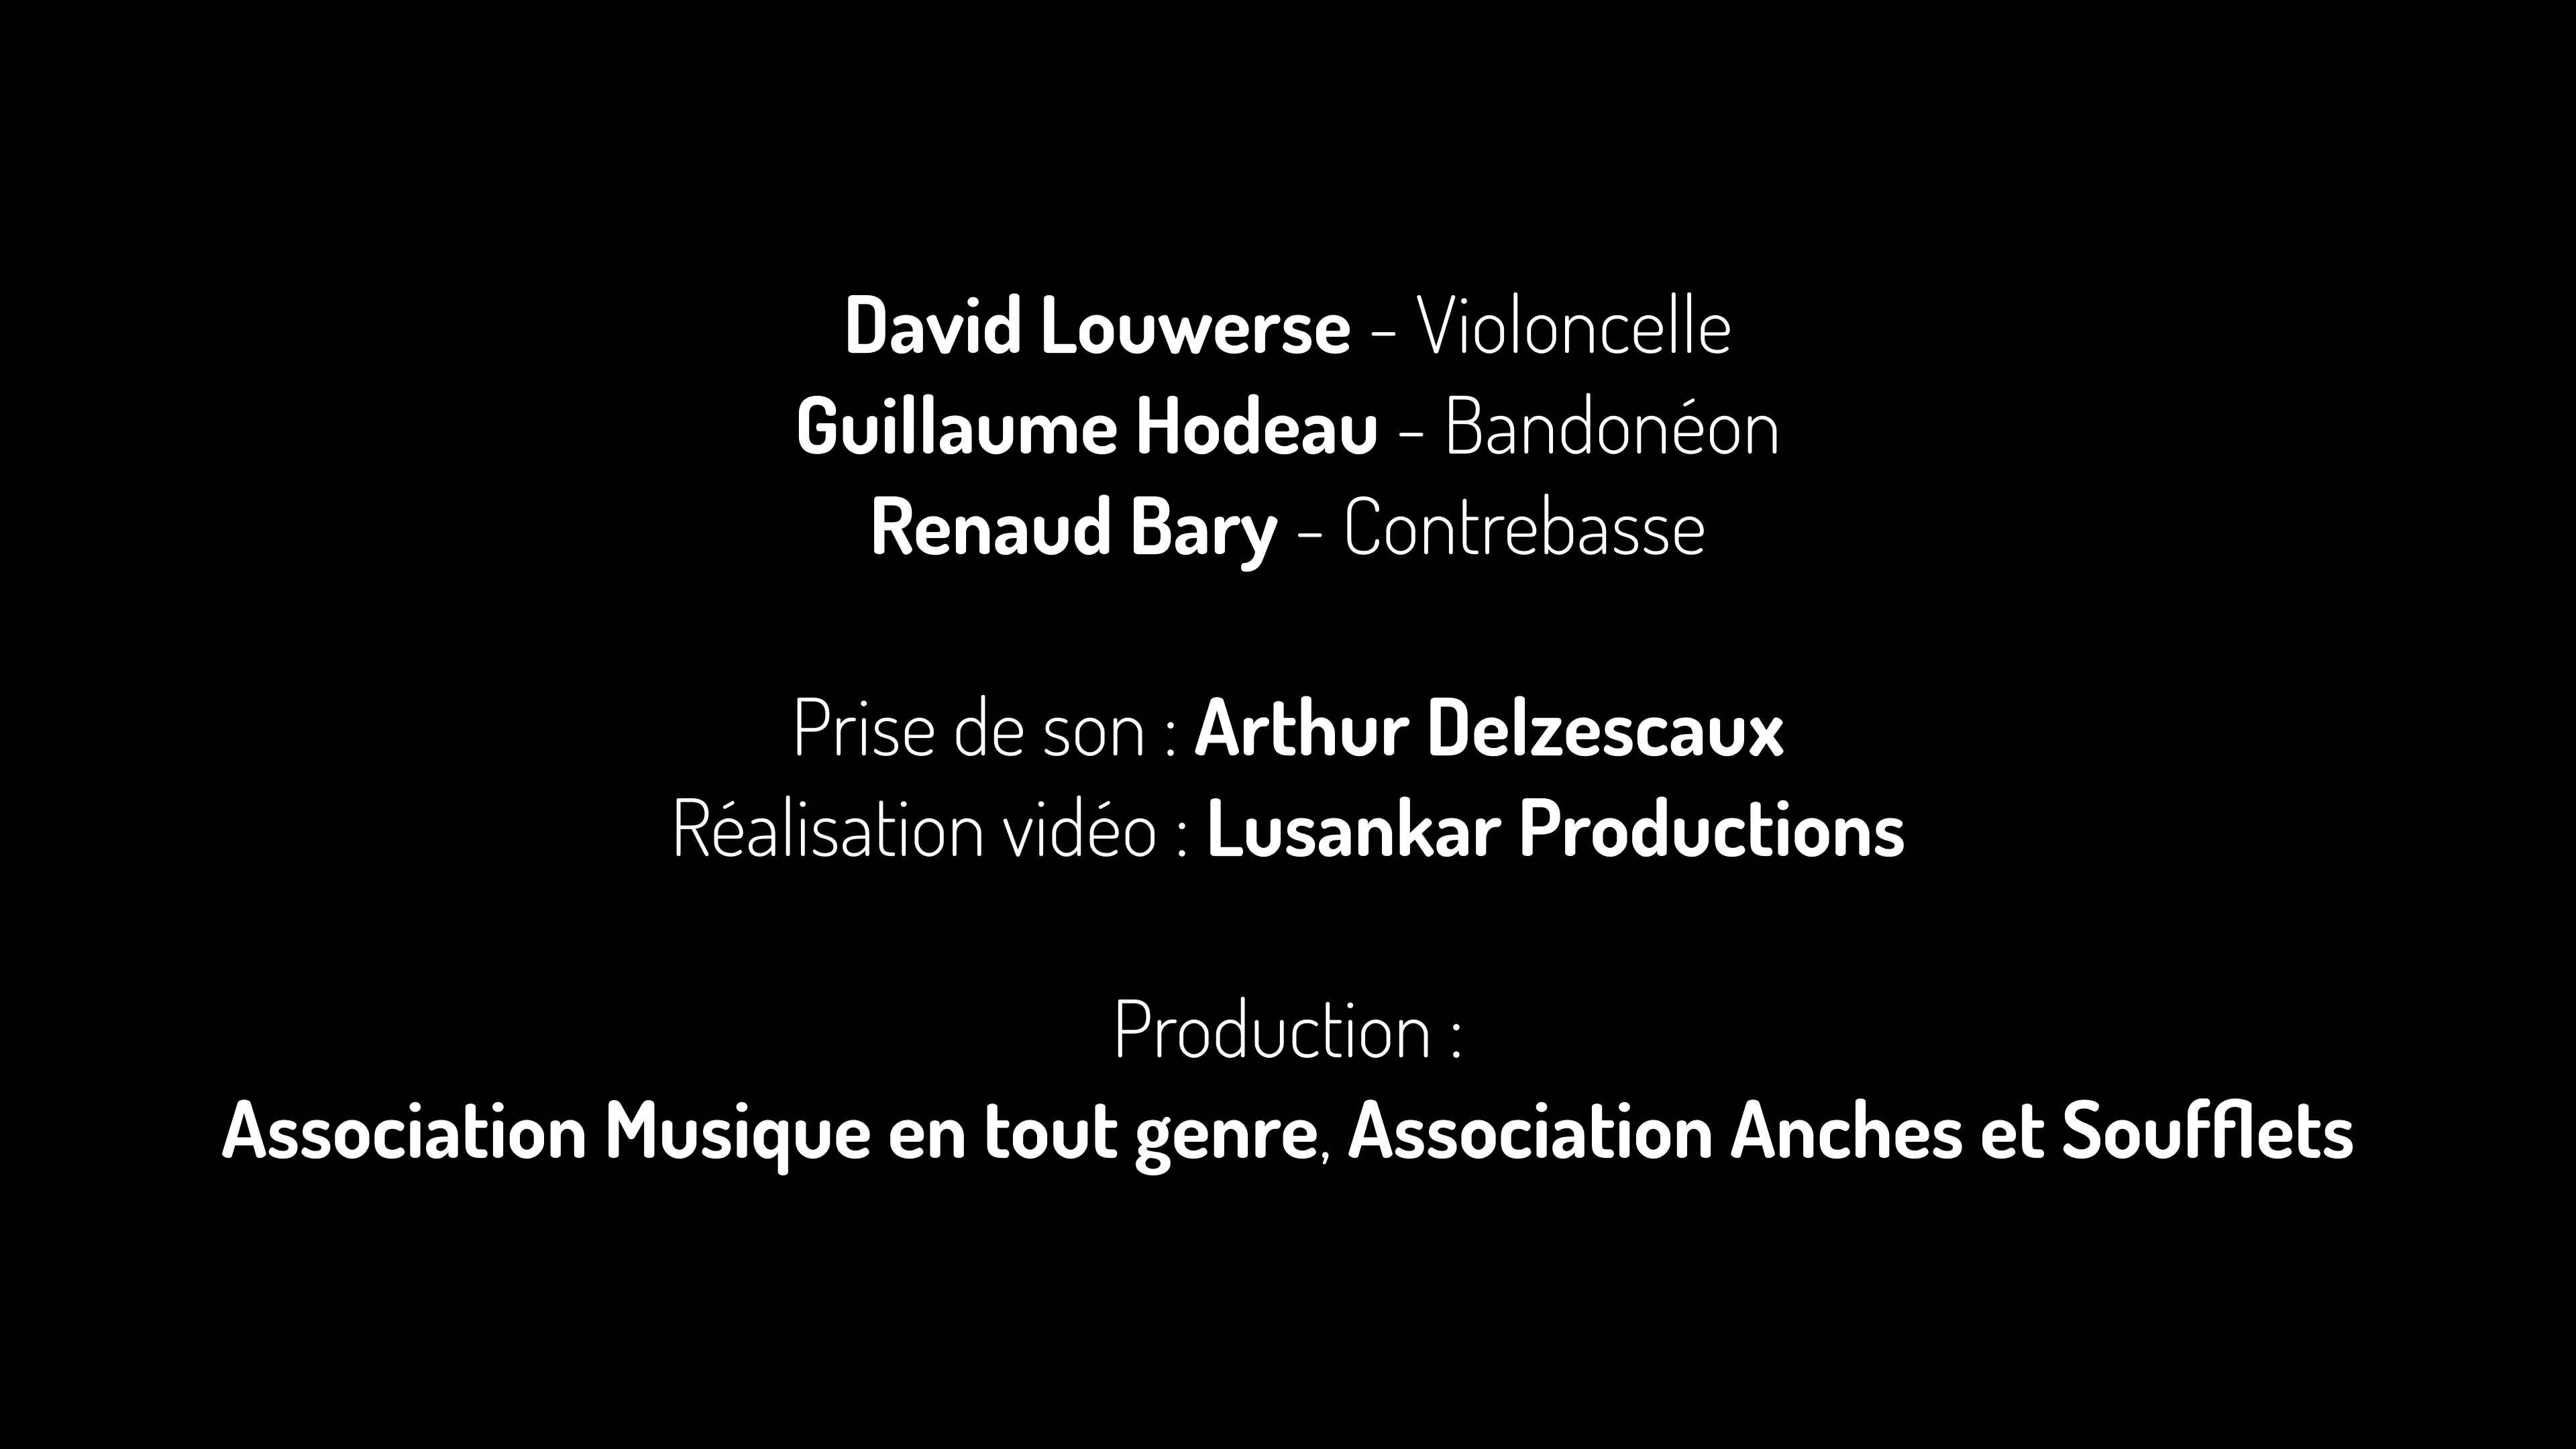 David Louwerse - Violoncelle
Guillaume Hodeau - Bandonéon
Renaud Bary - Contrebasse
Prise de son : Arthur Delzescaux
Réalisation vidéo : Lusankar Productions
Production :
Association Musique en tout genre, Association Anches et Soufflets